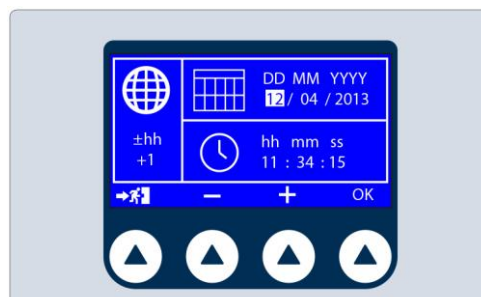 DD MM YYYY
12/ 04 / 2013
±hh
+1
hh mm ss
11 : 34 : 15
− + OK